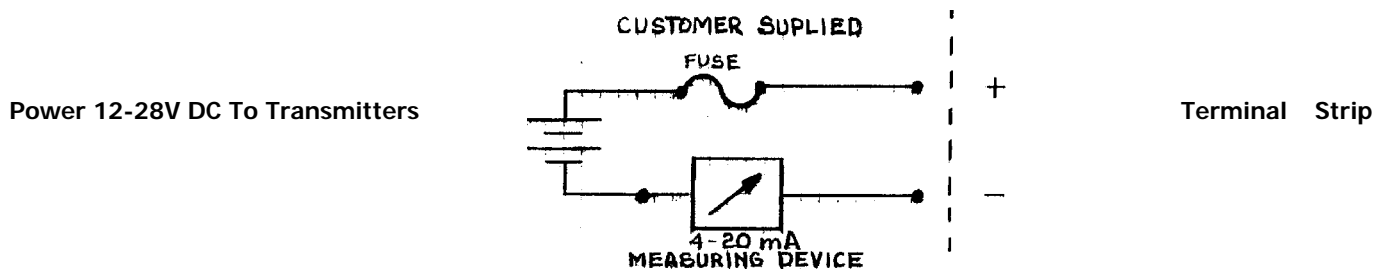 CUSTOMER SUPLIED
FUSE
+
Power 12-28V DC To Transmitters
Terminal Strip
−
4-20 mA
MEASURING DEVICE